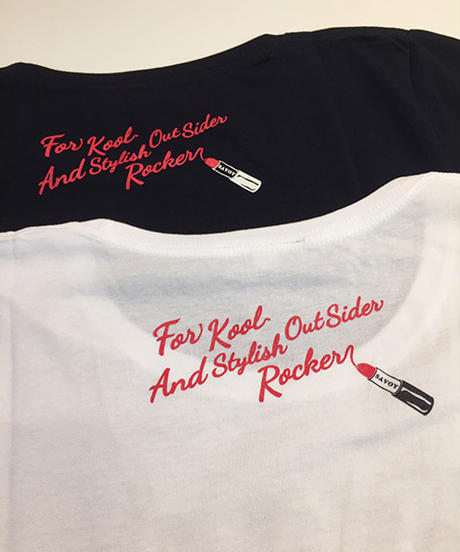 For Kool
And Stylish Out Sider
Rocker
SAVOY
For Kool
And Stylish Out Sider
Rocker
SAVOY